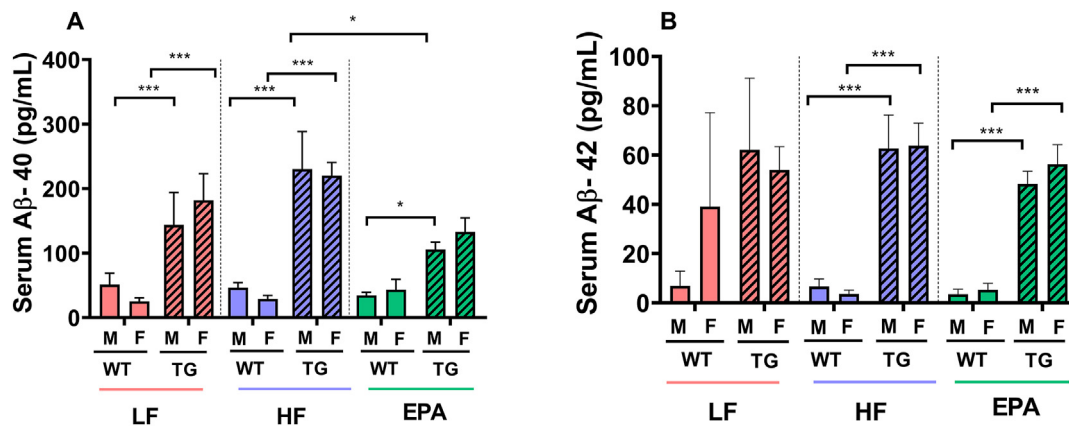 A
Serum Aβ- 40 (pg/mL)
400
300
200
100
0
***
***
***
***
*
*
M F M F M F M F M F M F
WT TG WT TG WT TG
LF HF EPA
B
Serum Aβ- 42 (pg/mL)
100
80
60
40
20
0
***
***
***
***
M F M F M F M F M F M F
WT TG WT TG WT TG
LF HF EPA